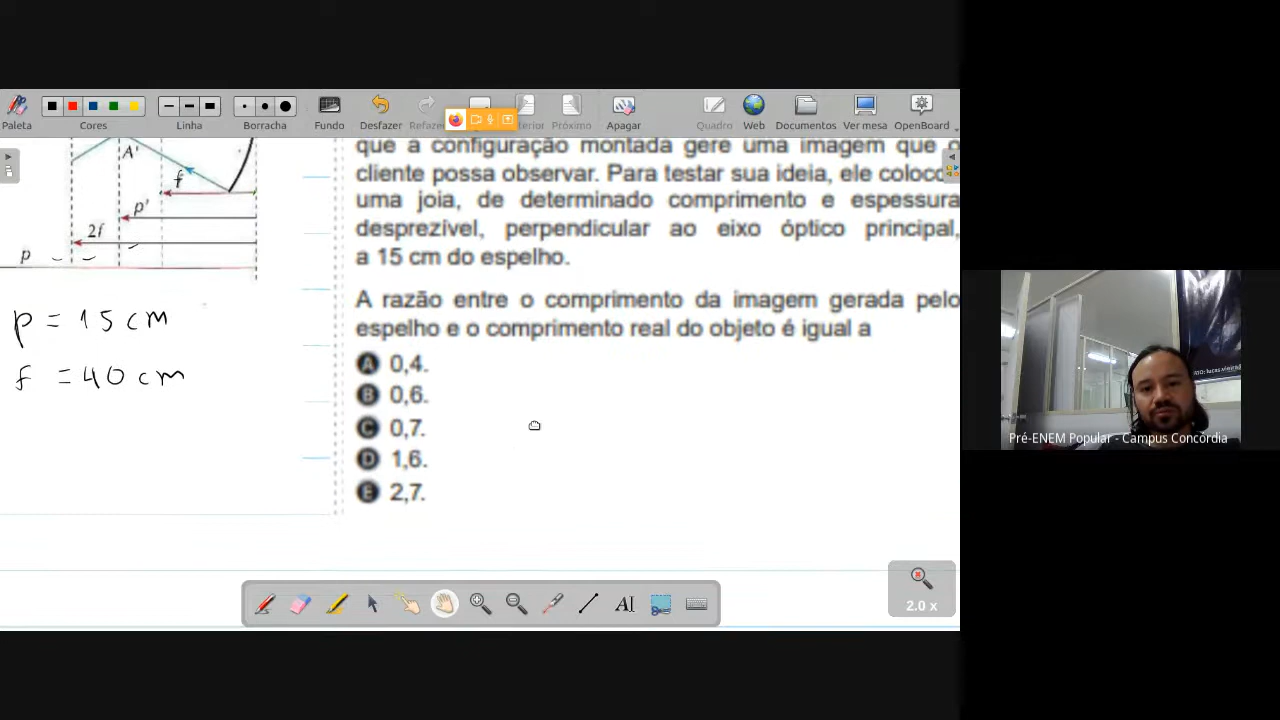 Paleta
Cores
Linha
Borracha
Fundo
Desfazer
Refazer
Próximo
Apagar
Quadro
Web
Documentos
Ver mesa
OpenBoard
A'
f
p'
2f
p
p = 15 cm
f = 40 cm
que a configuração montada gere uma imagem que o
cliente possa observar. Para testar sua ideia, ele coloco
uma joia, de determinado comprimento e espessura
desprezível, perpendicular ao eixo óptico principal,
a 15 cm do espelho.
A razão entre o comprimento da imagem gerada pelo
espelho e o comprimento real do objeto é igual a
A 0,4.
B 0,6.
C 0,7.
D 1,6.
E 2,7.
2.0 x
Pré-ENEM Popular - Campus Concórdia